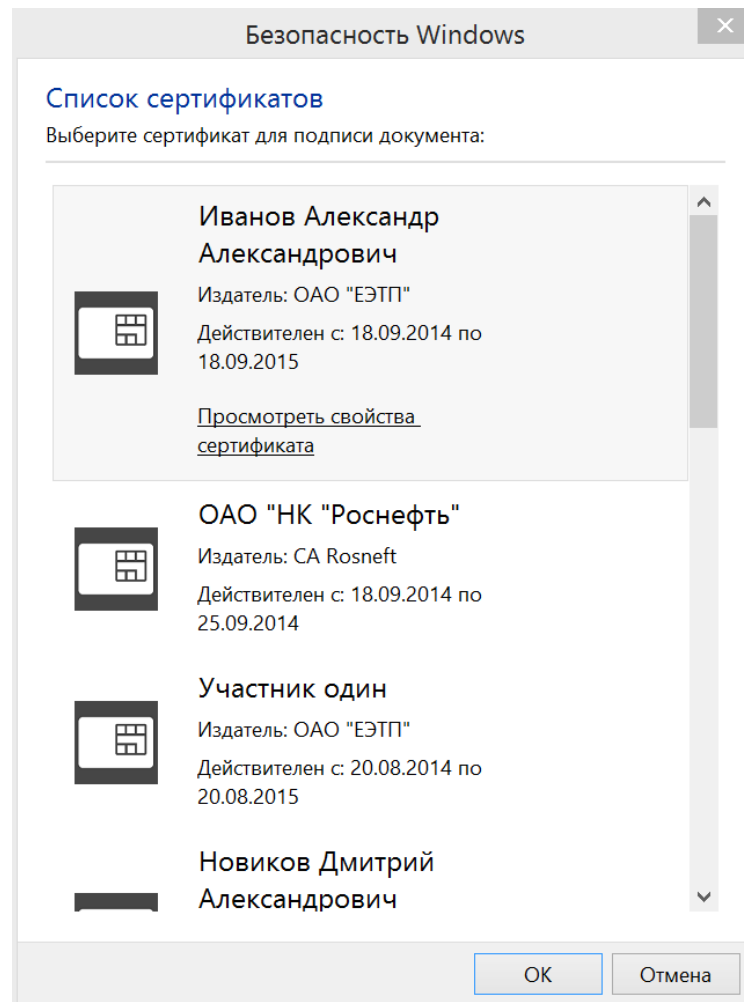 Безопасность Windows
Список сертификатов
Выберите сертификат для подписи документа:
Иванов Александр
Александрович
Издатель: ОАО "ЕЭТП"
Действителен с: 18.09.2014 по
18.09.2015
Просмотреть свойства
сертификата
ОАО "НК "Роснефть"
Издатель: CA Rosneft
Действителен с: 18.09.2014 по
25.09.2014
Участник один
Издатель: ОАО "ЕЭТП"
Действителен с: 20.08.2014 по
20.08.2015
Новиков Дмитрий
Александрович
ОК
Отмена